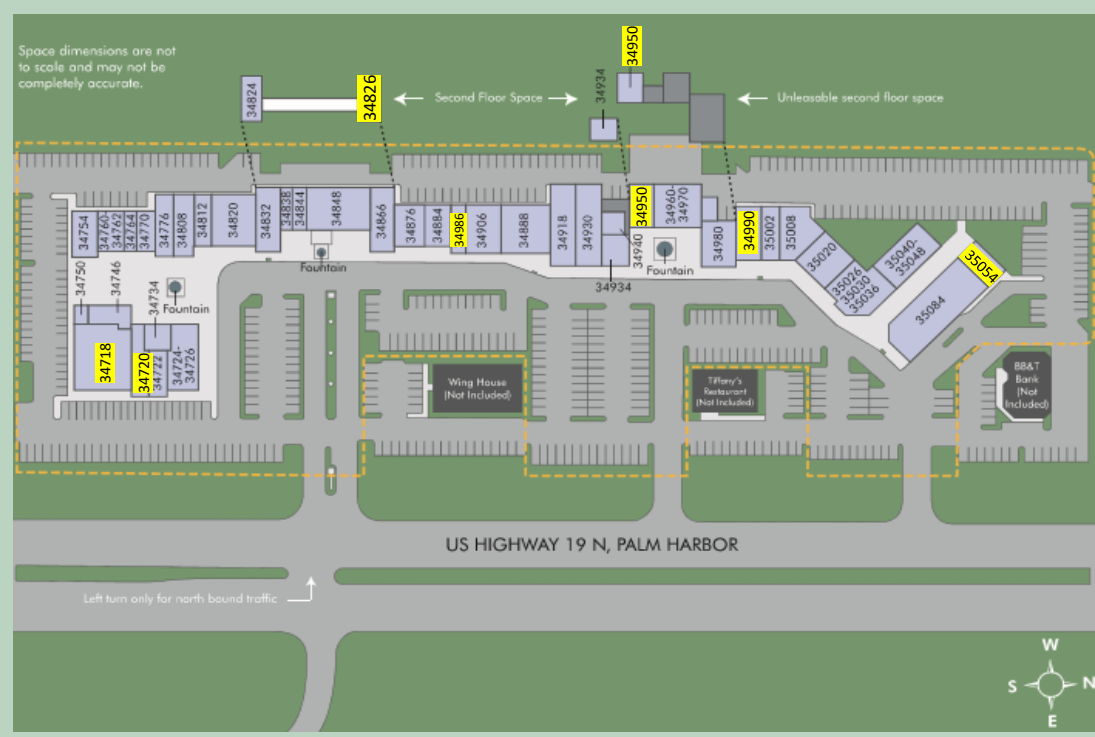 Space dimensions are not
to scale and may not be
completely accurate.
34824
34826
Second Floor Space
34934
34950
Unleasable second floor space
34754
34760-
34762
34764
34770
34776
34808
34812
34820
34832
34838
34844
34848
34866
34876
34884
34986
34906
34888
34918
34930
34940
34934
34950
34960-
34970
34980
34990
35002
35008
35020
35026
35030
35036
35040-
35048
35054
35084
Fountain
Fountain
Fountain
34750
34746
34734
34718
34720
34722
34724-
34726
Wing House
(Not Included)
Tiffany's
Restaurant
(Not Included)
BB&T
Bank
(Not
Included)
US HIGHWAY 19 N, PALM HARBOR
Left turn only for north bound traffic
W
S
N
E